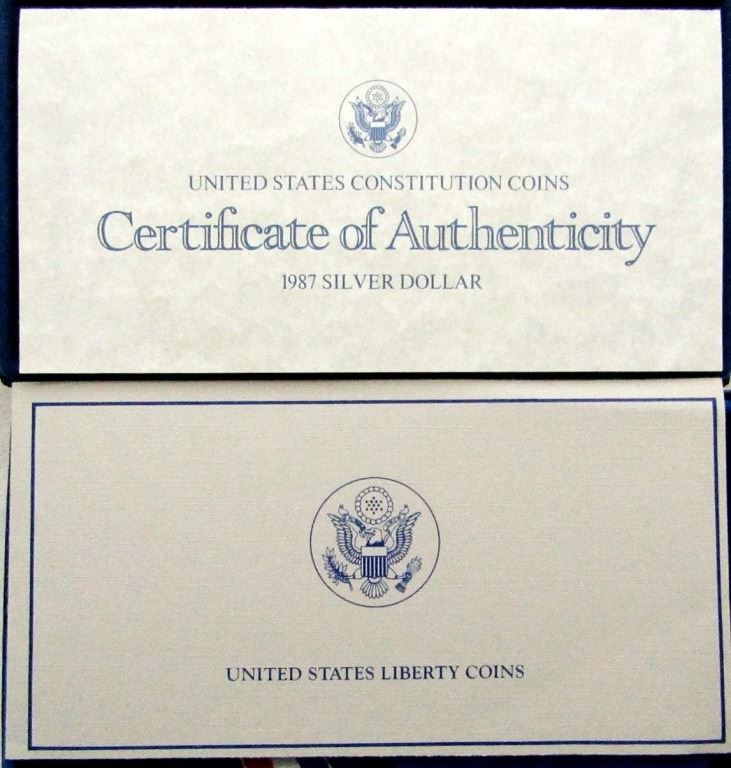 UNITED STATES CONSTITUTION COINS
Certificate of Authenticity
1987 SILVER DOLLAR
UNITED STATES LIBERTY COINS